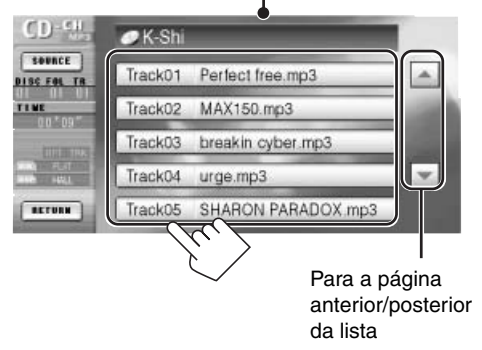 CD-CH
MP3
K-Shi
SOURCE
DISC FOL TR
01 01 01
TIME
00'09"
Track01 Perfect free.mp3
Track02 MAX150.mp3
Track03 breakin cyber.mp3
Track04 urge.mp3
Track05 SHARON PARADOX.mp3
FLAT
HALL
RETURN
Para a página
anterior/posterior
da lista